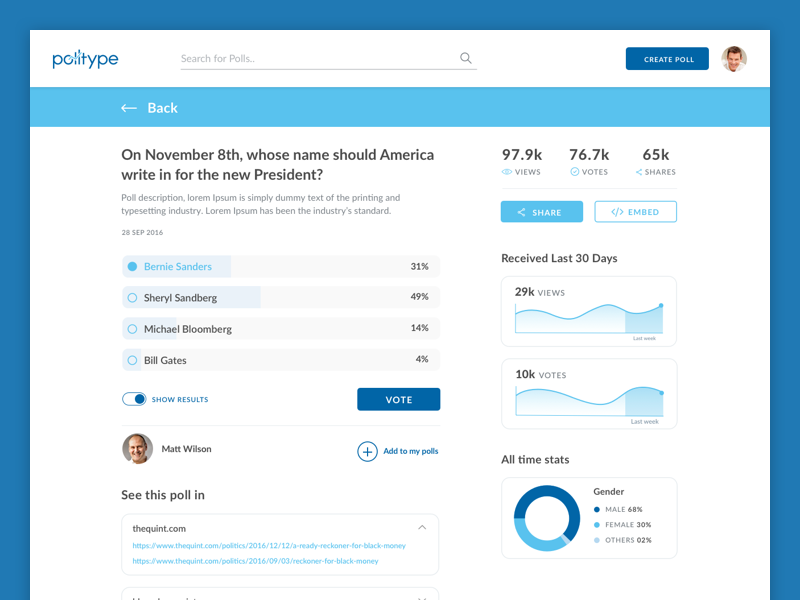 politype
Search for Polls..
CREATE POLL
Back
On November 8th, whose name should America
write in for the new President?
Poll description, lorem Ipsum is simply dummy text of the printing and
typesetting industry. Lorem Ipsum has been the industry's standard.
28 SEP 2016
Bernie Sanders 31%
Sheryl Sandberg 49%
Michael Bloomberg 14%
Bill Gates 4%
SHOW RESULTS
VOTE
Matt Wilson
Add to my polls
See this poll in
thequint.com
https://www.thequint.com/politics/2016/12/12/a-ready-reckoner-for-black-money
https://www.thequint.com/politics/2016/09/03/reckoner-for-black-money
97.9k 76.7k 65k
VIEWS VOTES SHARES
SHARE
</> EMBED
Received Last 30 Days
29k VIEWS
Last week
10k VOTES
Last week
All time stats
Gender
MALE 68%
FEMALE 30%
OTHERS 02%